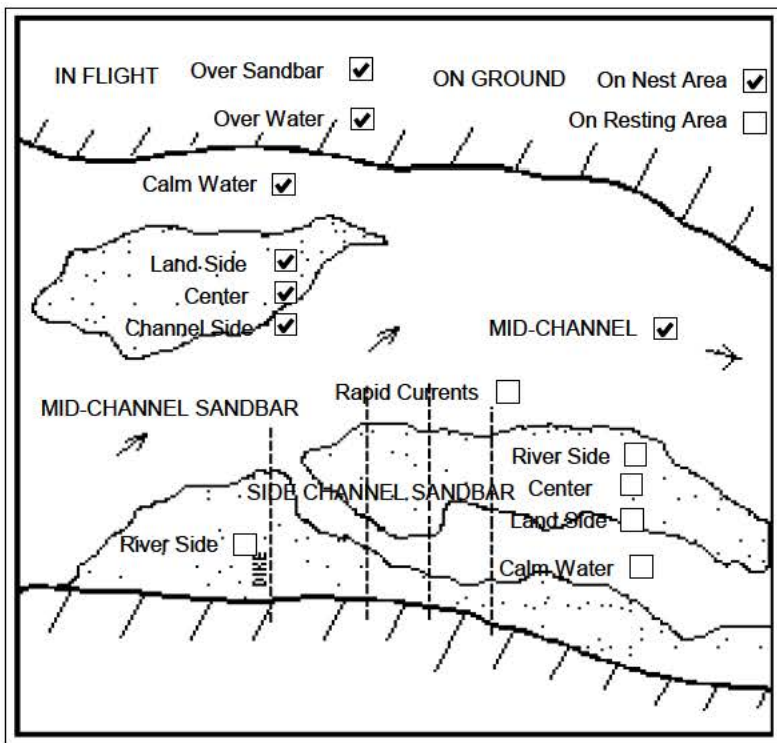 IN FLIGHT Over Sandbar ON GROUND On Nest Area
Over Water On Resting Area
Calm Water
Land Side
Center
Channel Side
MID-CHANNEL
Rapid Currents
MID-CHANNEL SANDBAR
River Side
SIDE CHANNEL SANDBAR Center
Land Side
River Side
DIKE
Calm Water